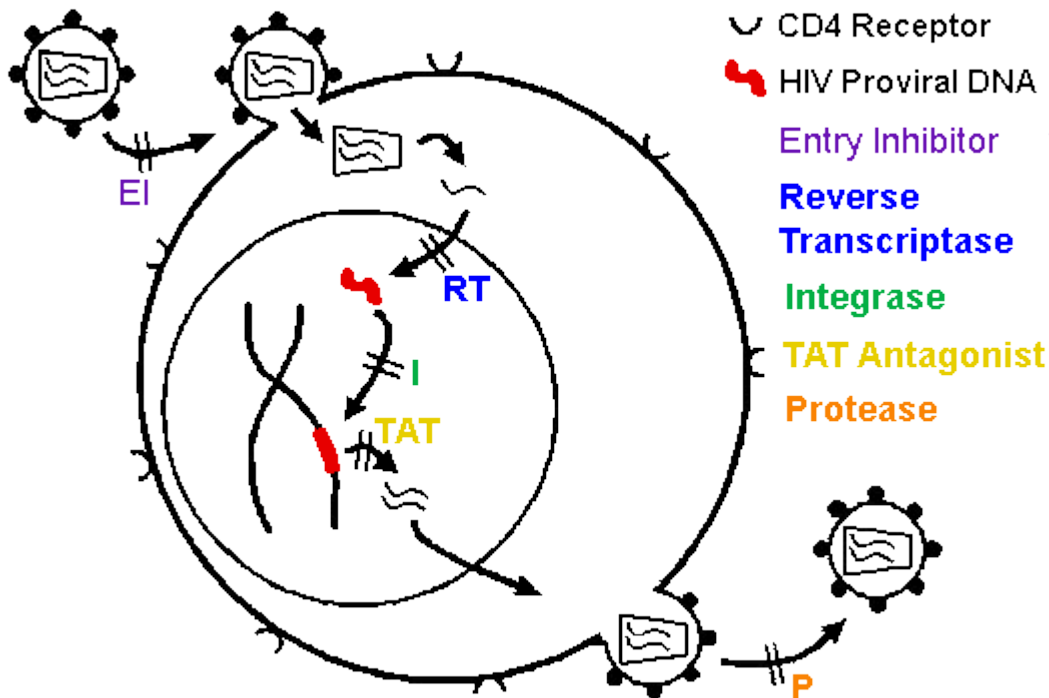 CD4 Receptor
HIV Proviral DNA
Entry Inhibitor
Reverse
Transcriptase
Integrase
TAT Antagonist
Protease
EI
RT
I
TAT
P